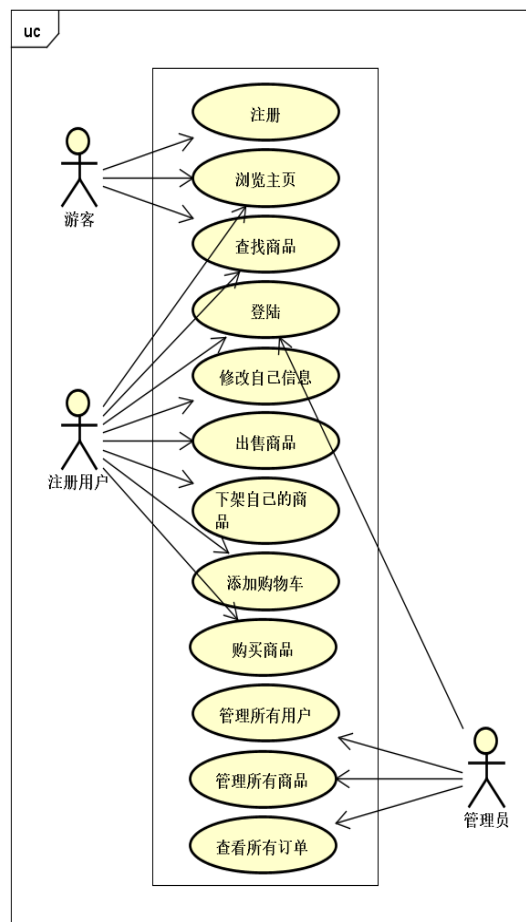 uc
注册
浏览主页
游客
查找商品
登陆
修改自己信息
注册用户
出售商品
下架自己的商
品
添加购物车
购买商品
管理所有用户
管理所有商品
管理员
查看所有订单